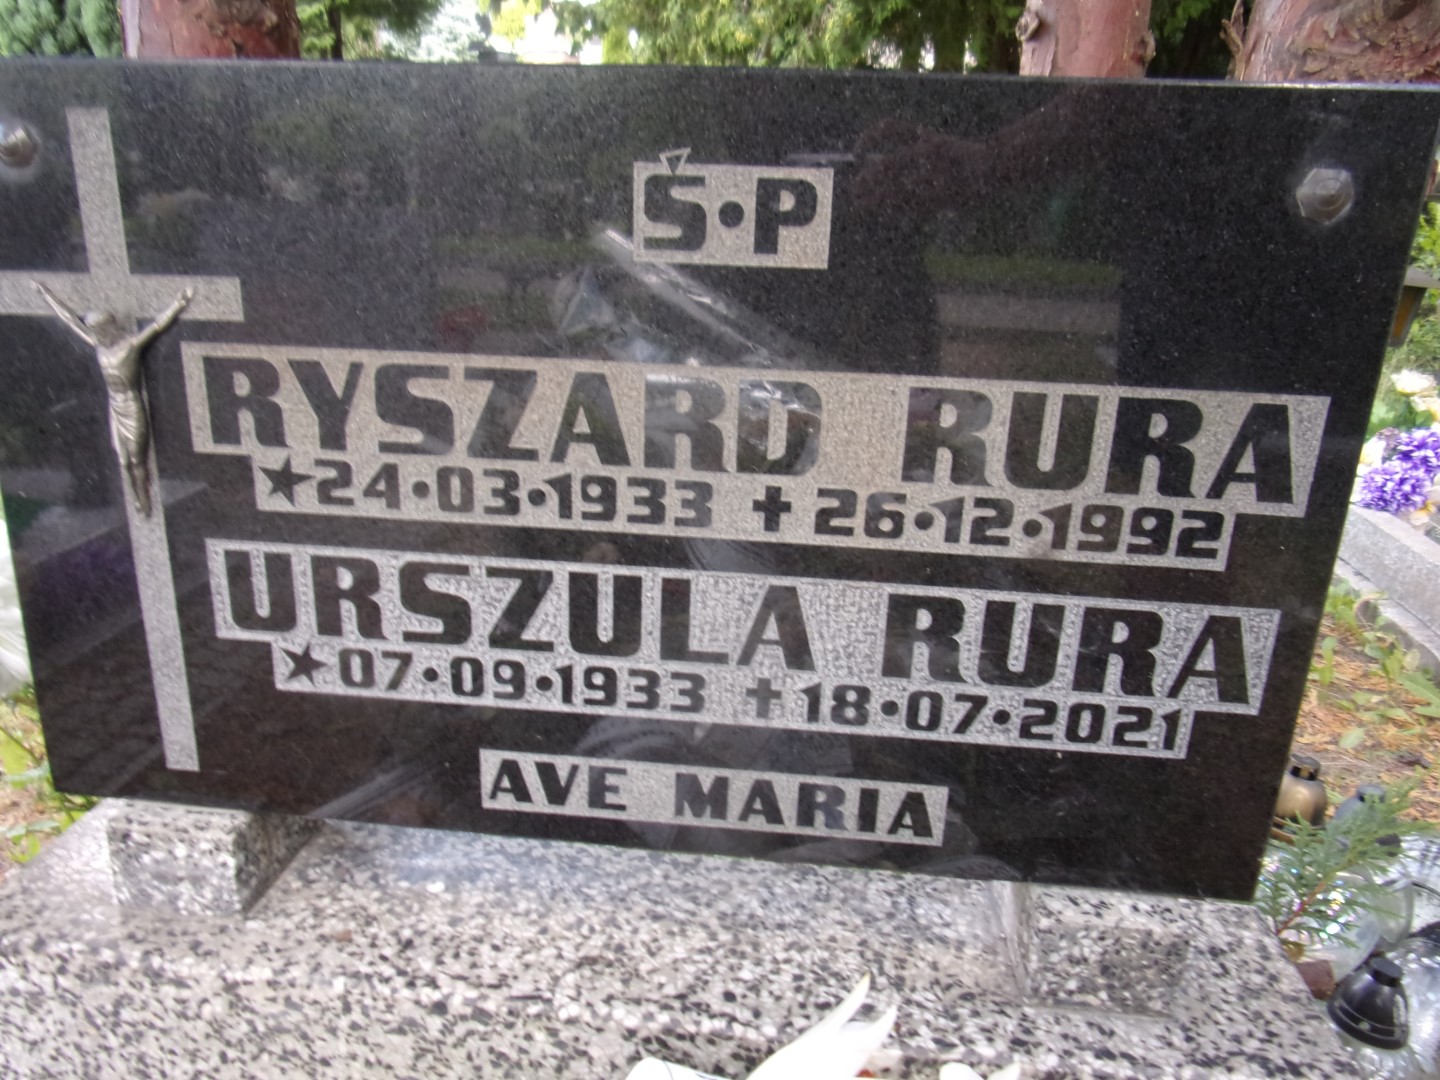 Ś•P
RYSZARD RURA
★24•03•1933 ✝26•12•1992
URSZULA RURA
★07•09•1933 ✝18•07•2021
AVE MARIA